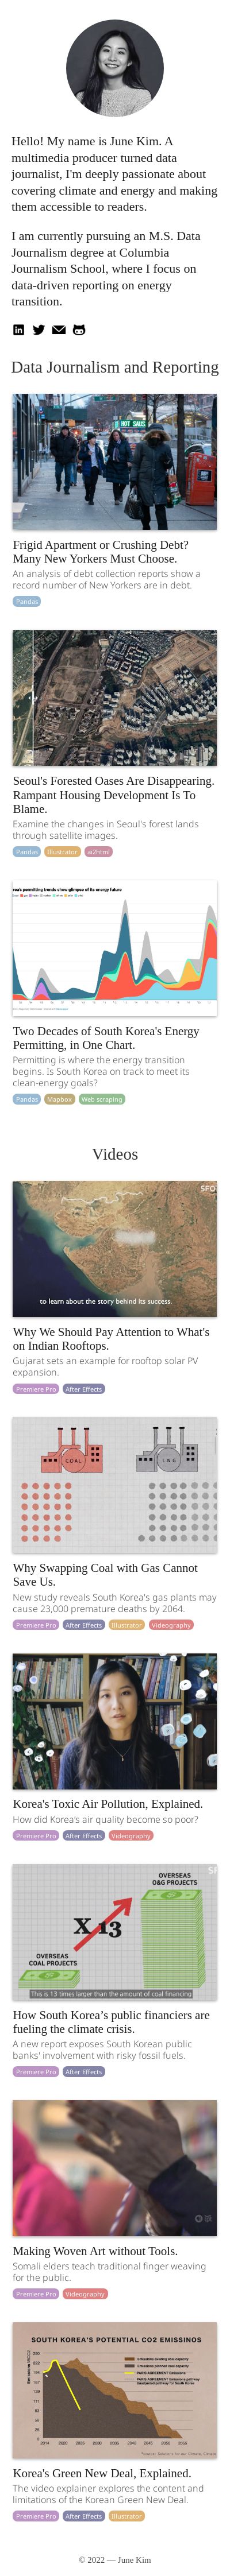 Hello! My name is June Kim. A
multimedia producer turned data
journalist, I'm deeply passionate about
covering climate and energy and making
them accessible to readers.
I am currently pursuing an M.S. Data
Journalism degree at Columbia
Journalism School, where I focus on
data-driven reporting on energy
transition.
Data Journalism and Reporting
HOT SALE
Frigid Apartment or Crushing Debt?
Many New Yorkers Must Choose.
An analysis of debt collection reports show a
record number of New Yorkers are in debt.
Pandas
Seoul's Forested Oases Are Disappearing.
Rampant Housing Development Is To
Blame.
Examine the changes in Seoul's forest lands
through satellite images.
Pandas Illustrator ai2html
rea's permitting trends show glimpse of its energy future
Two Decades of South Korea's Energy
Permitting, in One Chart.
Permitting is where the energy transition
begins. Is South Korea on track to meet its
clean-energy goals?
Pandas Mapbox Web scraping
Videos
SFO
to learn about the story behind its success.
Why We Should Pay Attention to What's
on Indian Rooftops.
Gujarat sets an example for rooftop solar PV
expansion.
Premiere Pro After Effects
COAL
LNG
Why Swapping Coal with Gas Cannot
Save Us.
New study reveals South Korea's gas plants may
cause 23,000 premature deaths by 2064.
Premiere Pro After Effects Illustrator Videography
Korea's Toxic Air Pollution, Explained.
How did Korea’s air quality become so poor?
Premiere Pro After Effects Videography
OVERSEAS
O&G PROJECTS
X 13
OVERSEAS
COAL PROJECTS
This is 13 times larger than the amount of coal financing
How South Korea’s public financiers are
fueling the climate crisis.
A new report exposes South Korean public
banks' involvement with risky fossil fuels.
Premiere Pro After Effects
Making Woven Art without Tools.
Somali elders teach traditional finger weaving
for the public.
Premiere Pro Videography
SOUTH KOREA'S POTENTIAL CO2 EMISSINOS
Korea's Green New Deal, Explained.
The video explainer explores the content and
limitations of the Korean Green New Deal.
Premiere Pro After Effects Illustrator
© 2022 — June Kim